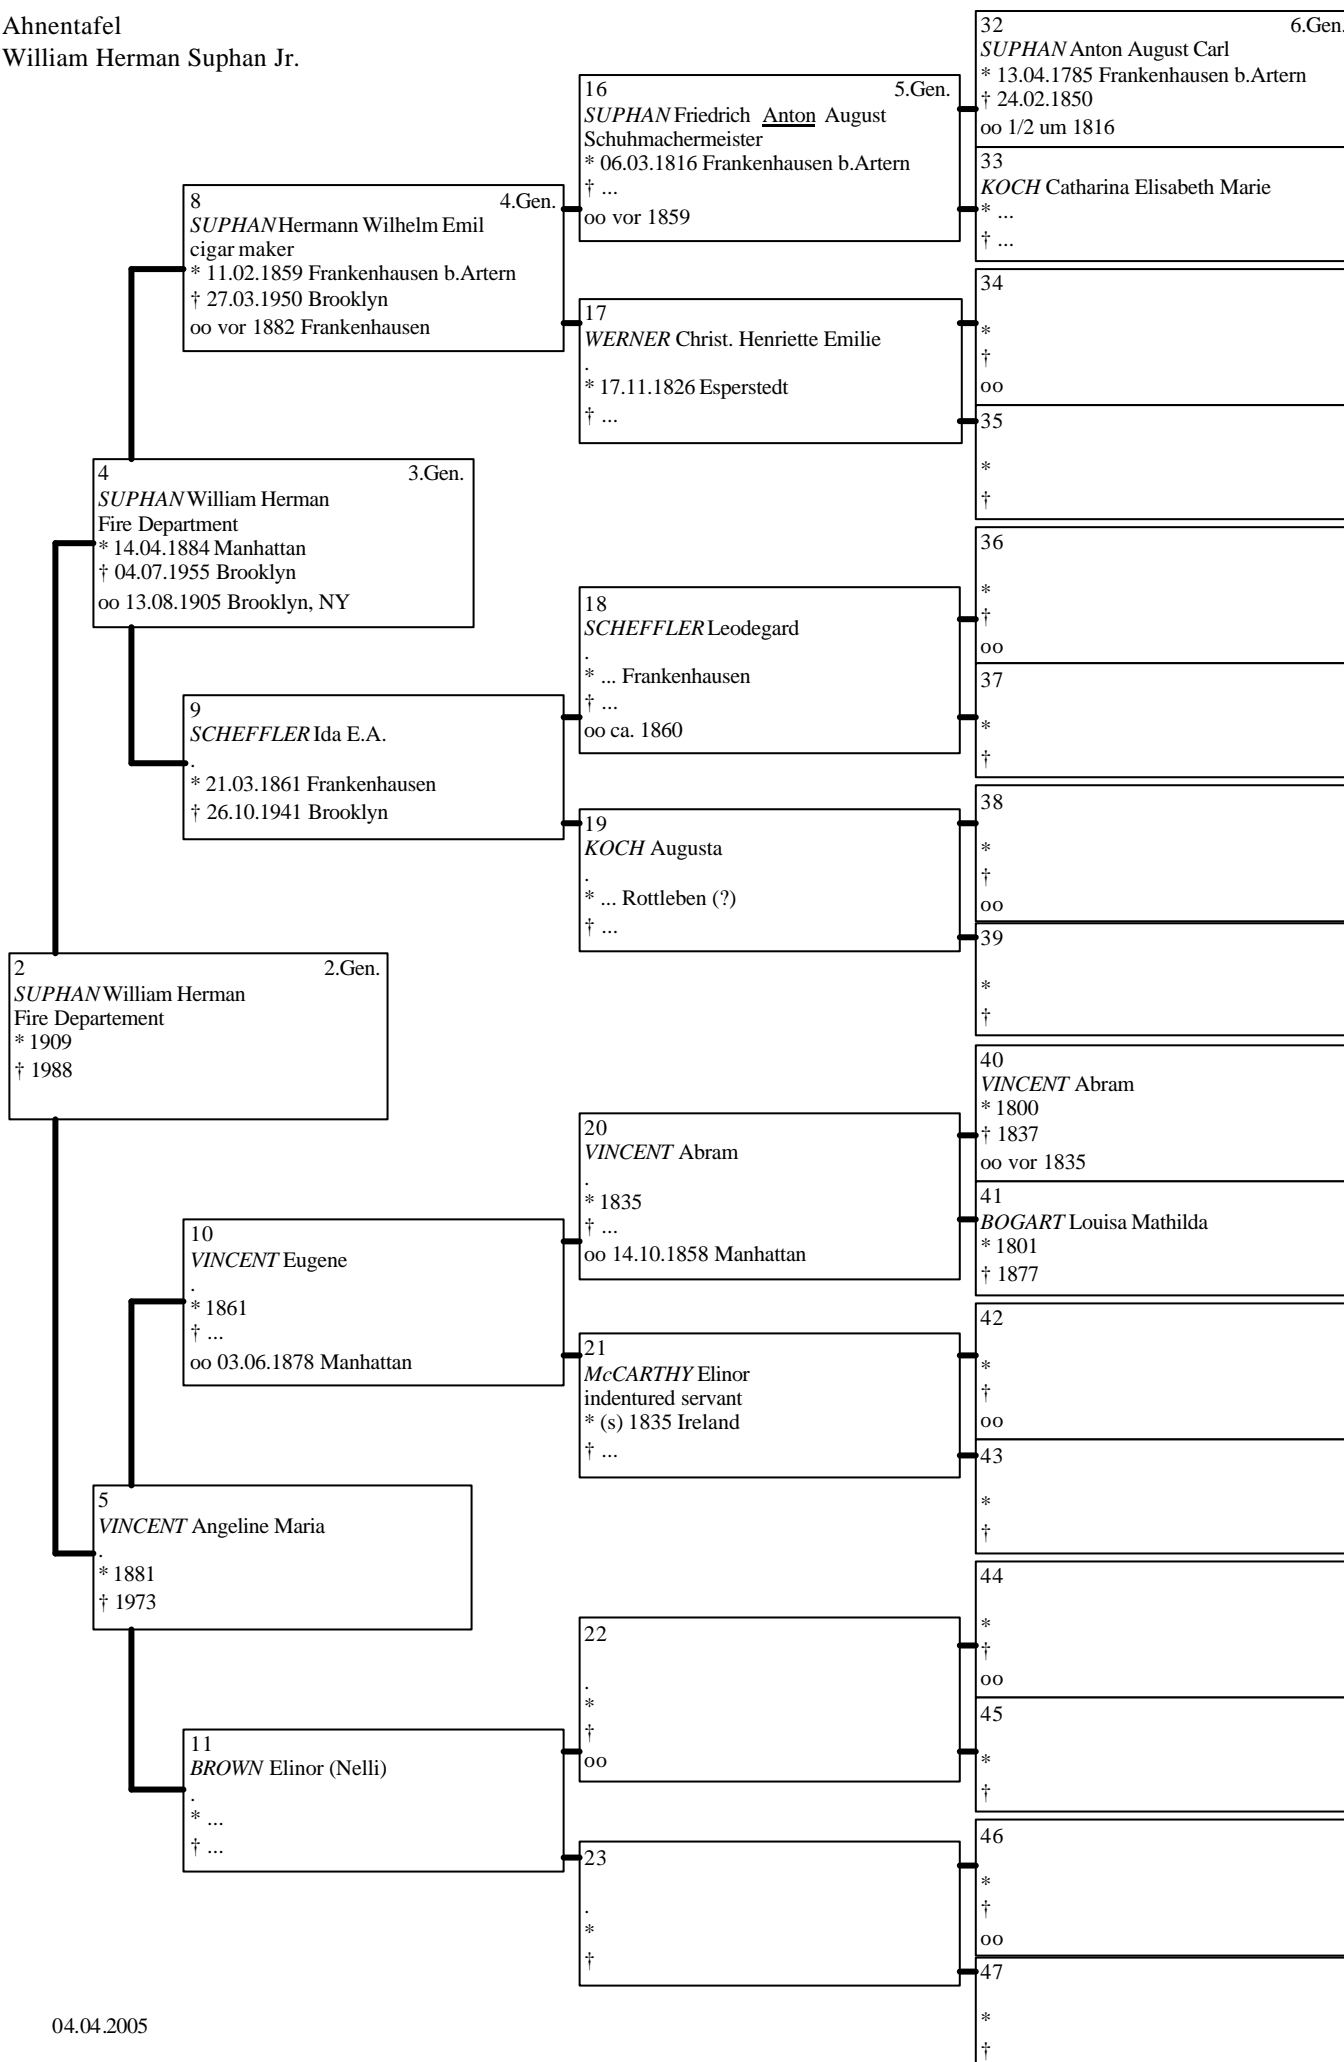 Ahnentafel
William Herman Suphan Jr.
2 2.Gen.
SUPHAN William Herman
Fire Departement
* 1909
† 1988
4 3.Gen.
SUPHAN William Herman
Fire Department
* 14.04.1884 Manhattan
† 04.07.1955 Brooklyn
oo 13.08.1905 Brooklyn, NY
5
VINCENT Angeline Maria
.
* 1881
† 1973
8 4.Gen.
SUPHAN Hermann Wilhelm Emil
cigar maker
* 11.02.1859 Frankenhausen b.Artern
† 27.03.1950 Brooklyn
oo vor 1882 Frankenhausen
9
SCHEFFLER Ida E.A.
.
* 21.03.1861 Frankenhausen
† 26.10.1941 Brooklyn
10
VINCENT Eugene
.
* 1861
† ...
oo 03.06.1878 Manhattan
11
BROWN Elinor (Nelli)
.
* ...
† ...
16 5.Gen.
SUPHAN Friedrich Anton August
Schuhmachermeister
* 06.03.1816 Frankenhausen b.Artern
† ...
oo vor 1859
17
WERNER Christ. Henriette Emilie
.
* 17.11.1826 Esperstedt
† ...
18
SCHEFFLER Leodegard
.
* ... Frankenhausen
† ...
oo ca. 1860
19
KOCH Augusta
.
* ... Rottleben (?)
† ...
20
VINCENT Abram
.
* 1835
† ...
oo 14.10.1858 Manhattan
21
McCARTHY Elinor
indentured servant
* (s) 1835 Ireland
† ...
22
.
*
†
oo
23
.
*
†
32 6.Gen.
SUPHAN Anton August Carl
* 13.04.1785 Frankenhausen b.Artern
† 24.02.1850
oo 1/2 um 1816
33
KOCH Catharina Elisabeth Marie
* ...
† ...
34
*
†
oo
35
*
†
36
*
†
oo
37
*
†
38
*
†
oo
39
*
†
40
VINCENT Abram
* 1800
† 1837
oo vor 1835
41
BOGART Louisa Mathilda
* 1801
† 1877
42
*
†
oo
43
*
†
44
*
†
oo
45
*
†
46
*
†
oo
47
*
†
04.04.2005